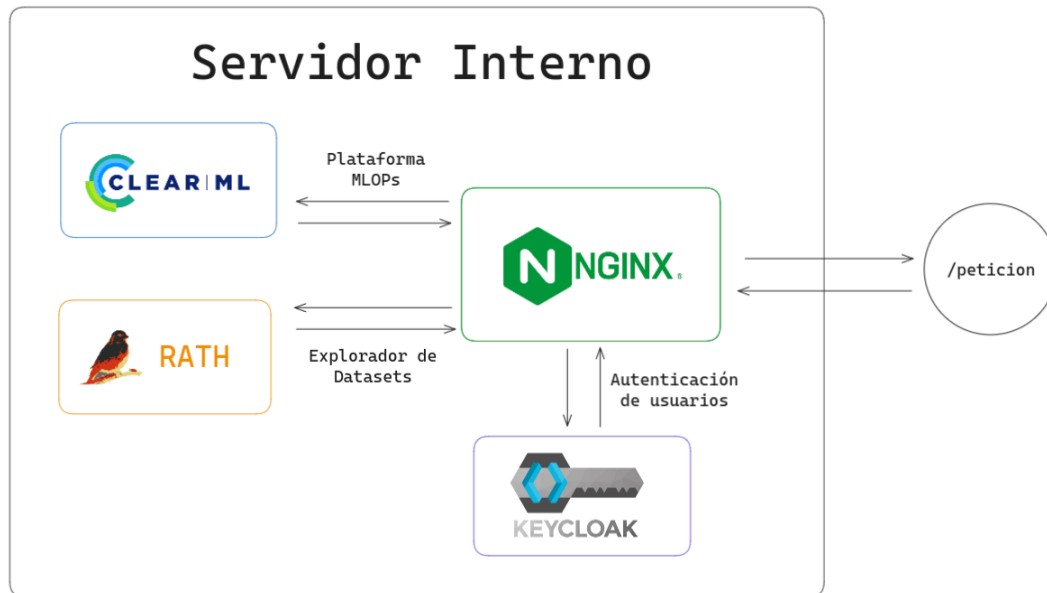 Servidor Interno
CLEAR|ML
Plataforma
MLOPs
NGINX
/peticion
RATH
Explorador de
Datasets
Autenticación
de usuarios
KEYCLOAK